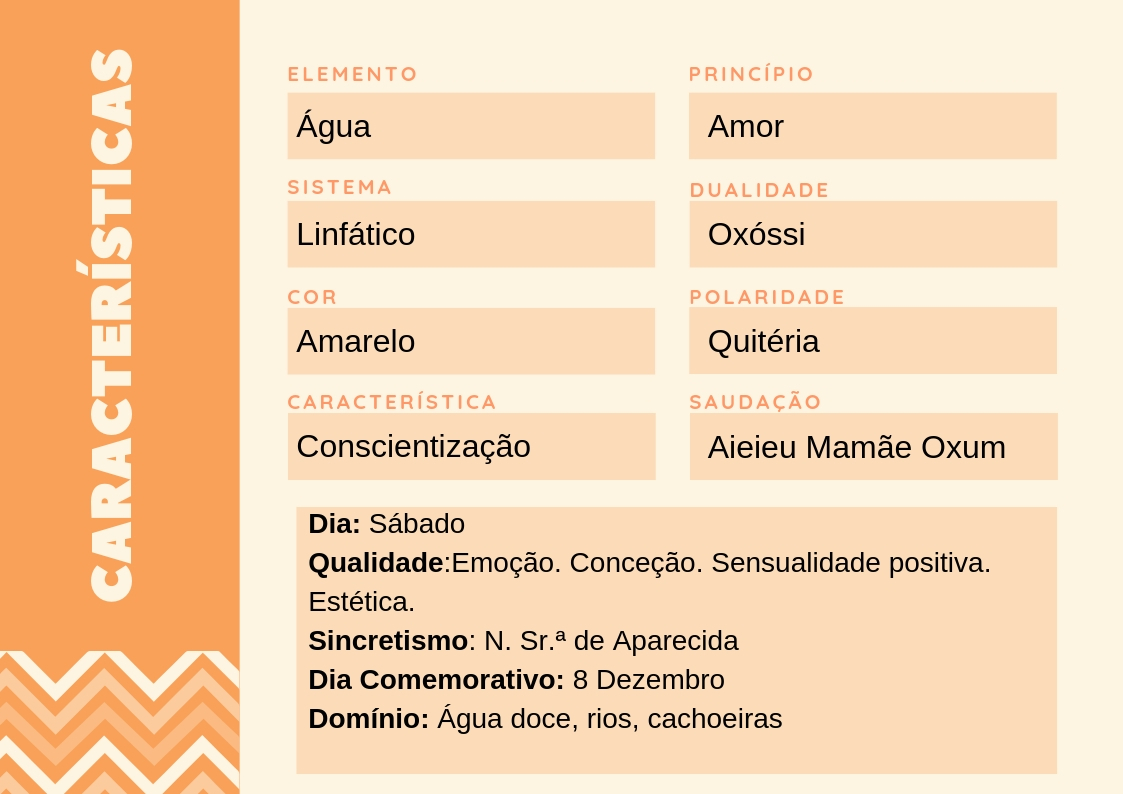 CARACTERÍSTICAS
ELEMENTO
Água
PRINCÍPIO
Amor
SISTEMA
Linfático
DUALIDADE
Oxóssi
COR
Amarelo
POLARIDADE
Quitéria
CARACTERÍSTICA
Conscientização
SAUDAÇÃO
Aieieu Mamãe Oxum
Dia: Sábado
Qualidade:Emoção. Conceção. Sensualidade positiva.
Estética.
Sincretismo: N. Sr.ª de Aparecida
Dia Comemorativo: 8 Dezembro
Domínio: Água doce, rios, cachoeiras